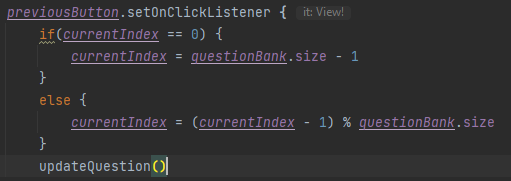 previousButton.setOnClickListener { it: View!
if(currentIndex == 0) {
currentIndex = questionBank.size - 1
}
else {
currentIndex = (currentIndex - 1) % questionBank.size
}
updateQuestion()